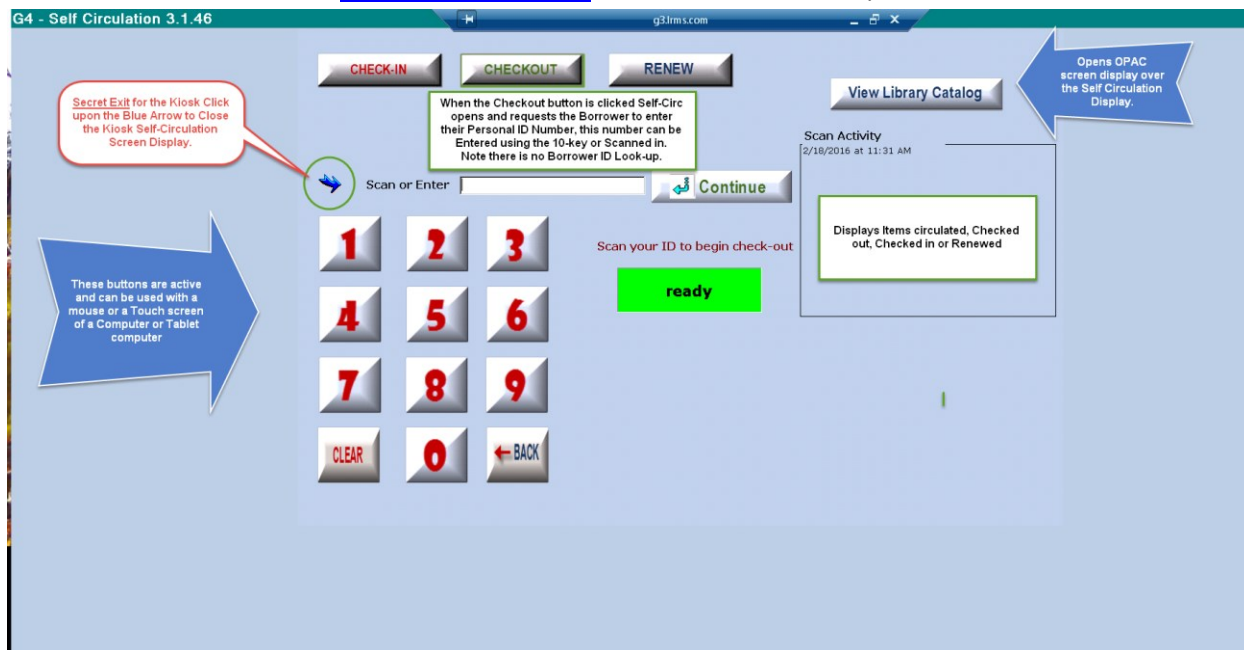 G4 - Self Circulation 3.1.46
g3.lrms.com
CHECK-IN
CHECKOUT
RENEW
View Library Catalog
Opens OPAC
screen display over
the Self Circulation
Display.
Secret Exit for the Kiosk Click
upon the Blue Arrow to Close
the Kiosk Self-Circulation
Screen Display.
When the Checkout button is clicked Self-Circ
opens and requests the Borrower to enter
their Personal ID Number, this number can be
Entered using the 10-key or Scanned in.
Note there is no Borrower ID Look-up.
Scan Activity
2/18/2016 at 11:31 AM
Scan or Enter
Continue
Displays Items circulated, Checked
out, Checked in or Renewed
These buttons are active
and can be used with a
mouse or a Touch screen
of a Computer or Tablet
computer
1 2 3
Scan your ID to begin check-out
ready
4 5 6
7 8 9
CLEAR 0 BACK